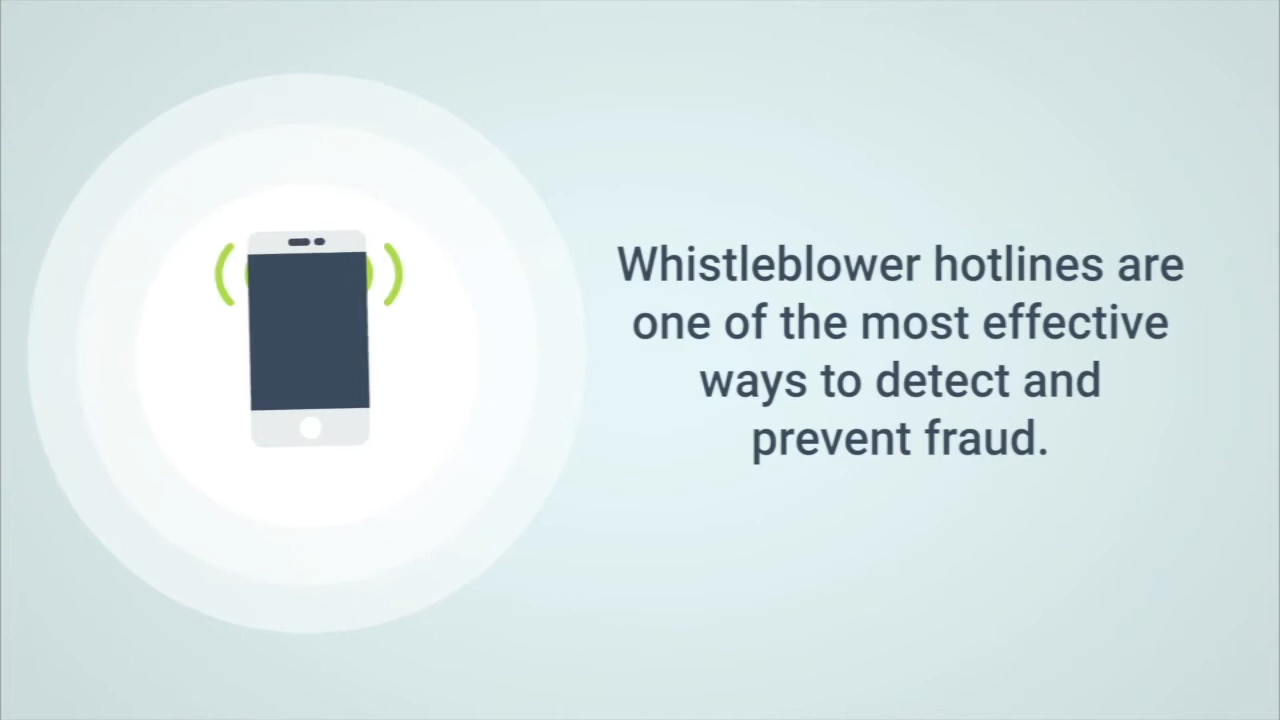 Whistleblower hotlines are
one of the most effective
ways to detect and
prevent fraud.